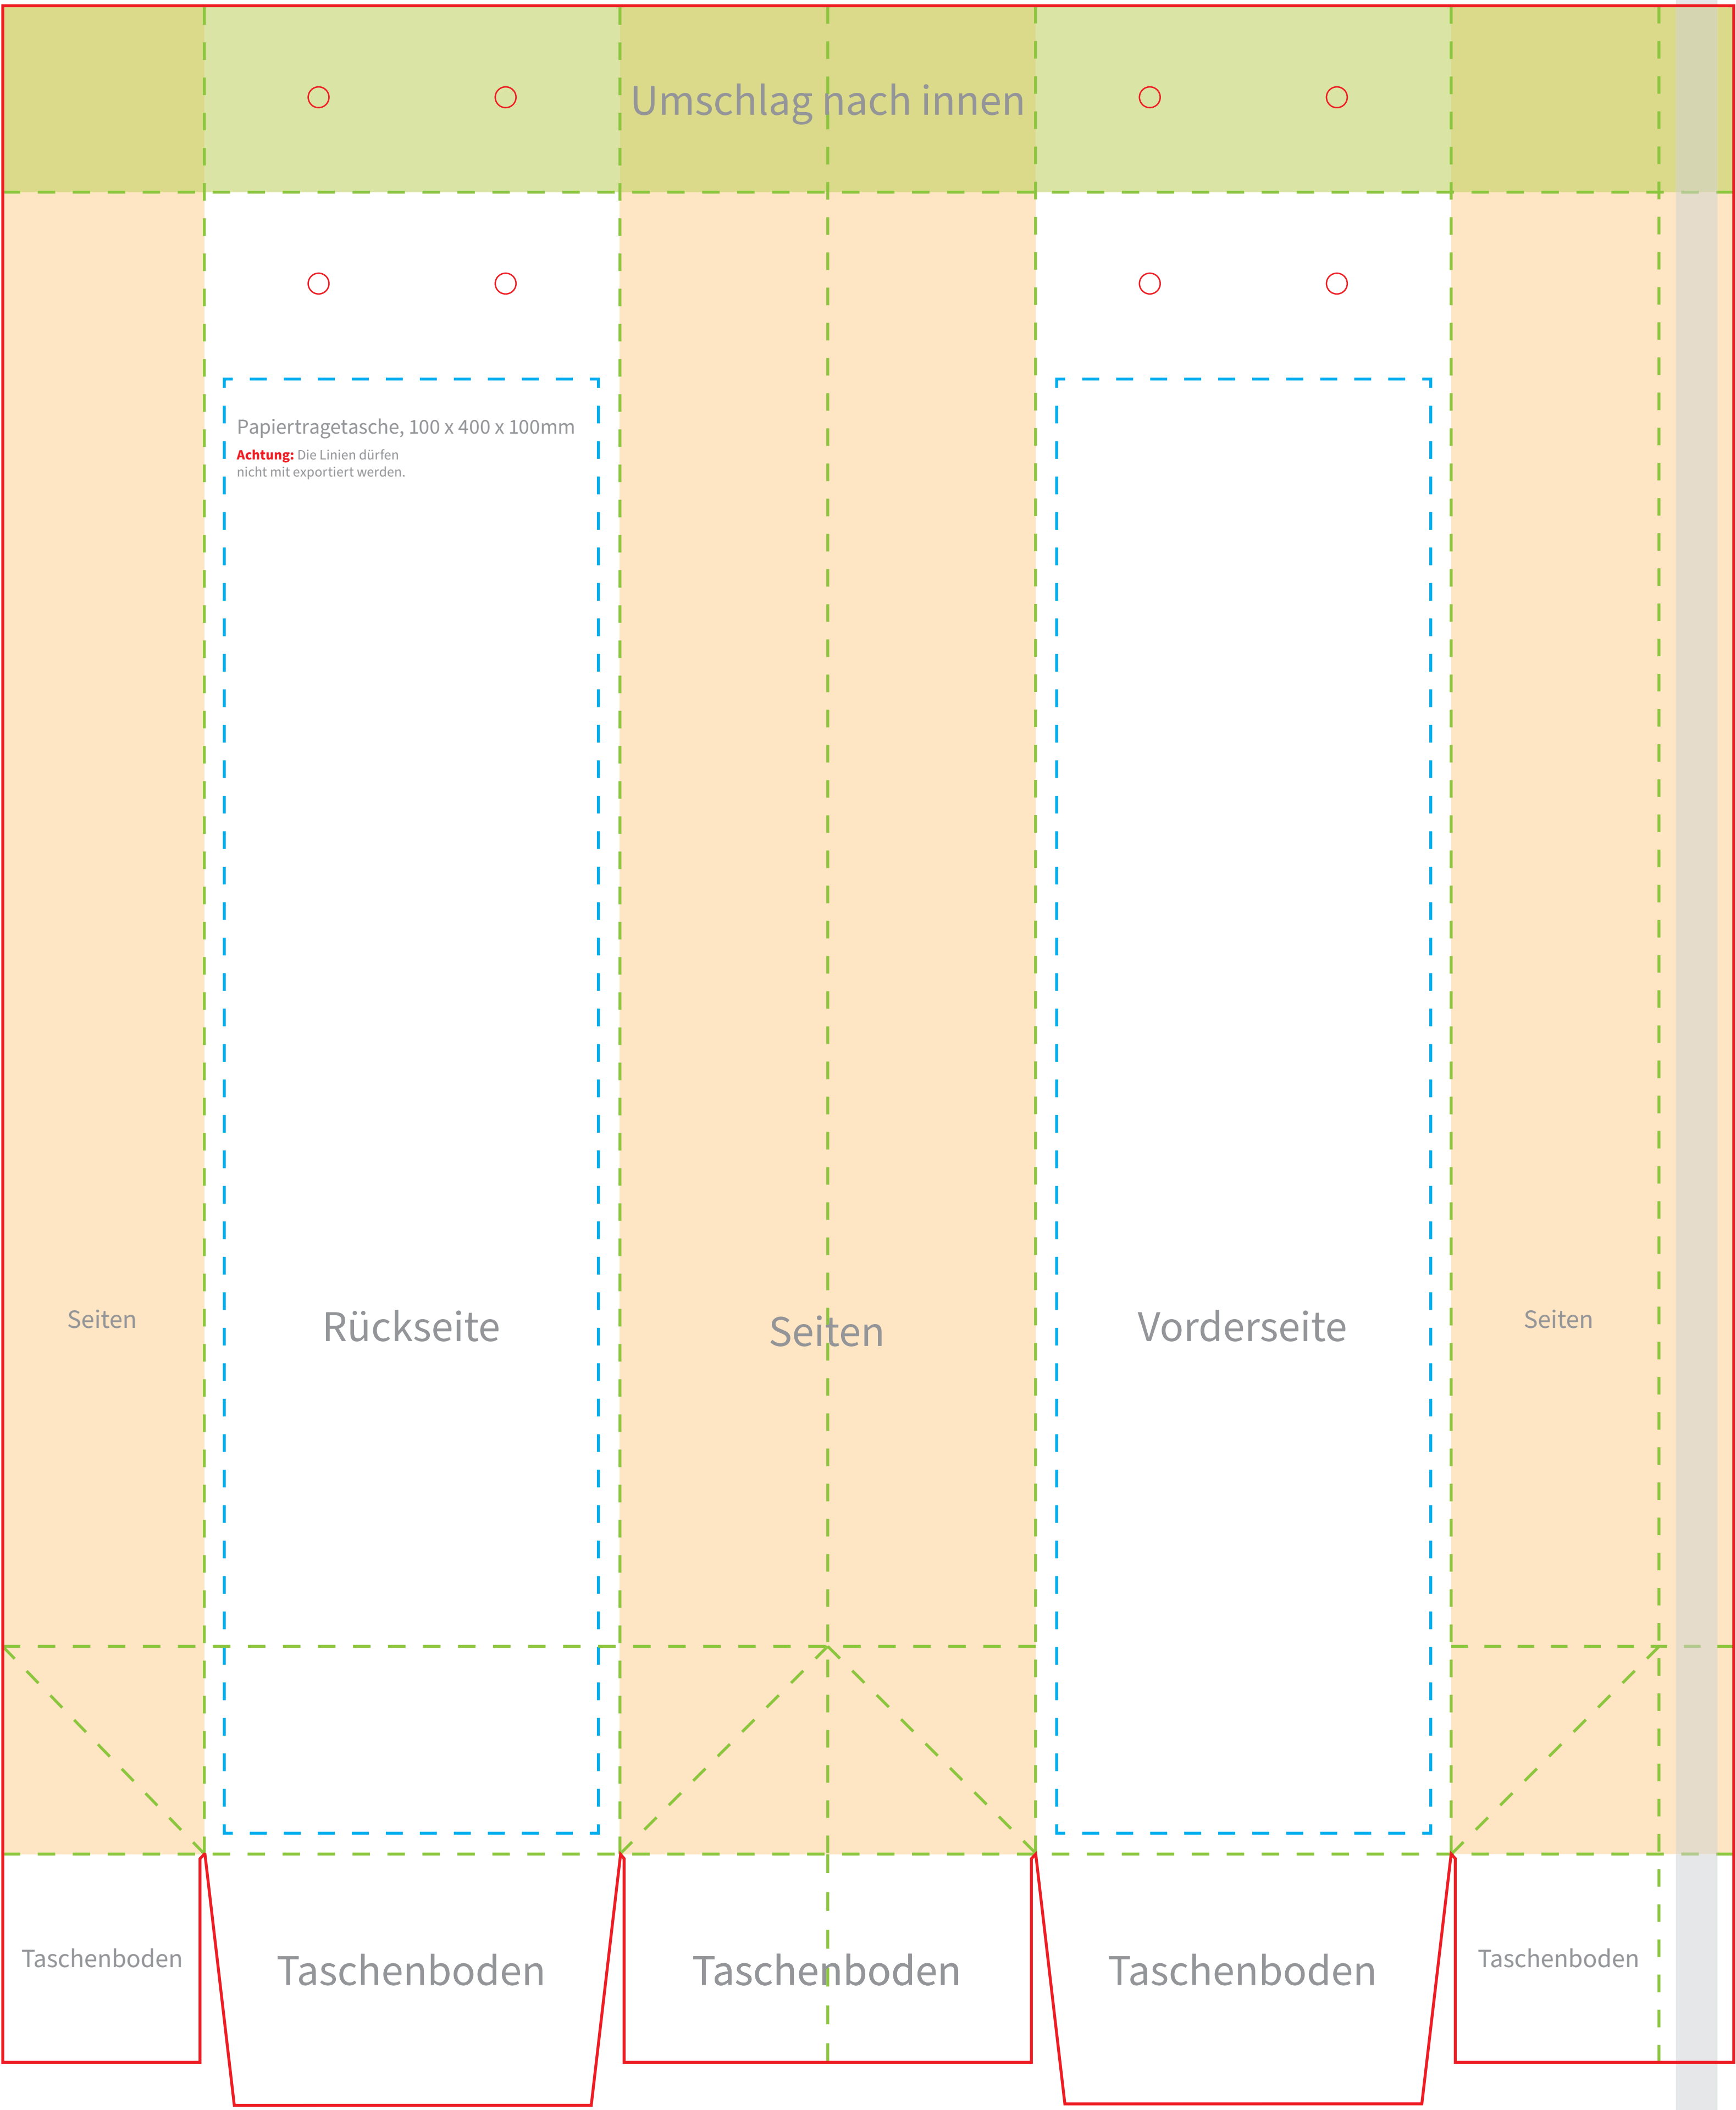 Umschlag nach innen
Papiertragetasche, 100 x 400 x 100mm
Achtung: Die Linien dürfen
nicht mit exportiert werden.
Seiten
Rückseite
Seiten
Vorderseite
Seiten
Taschenboden
Taschenboden
Taschenboden
Taschenboden
Taschenboden